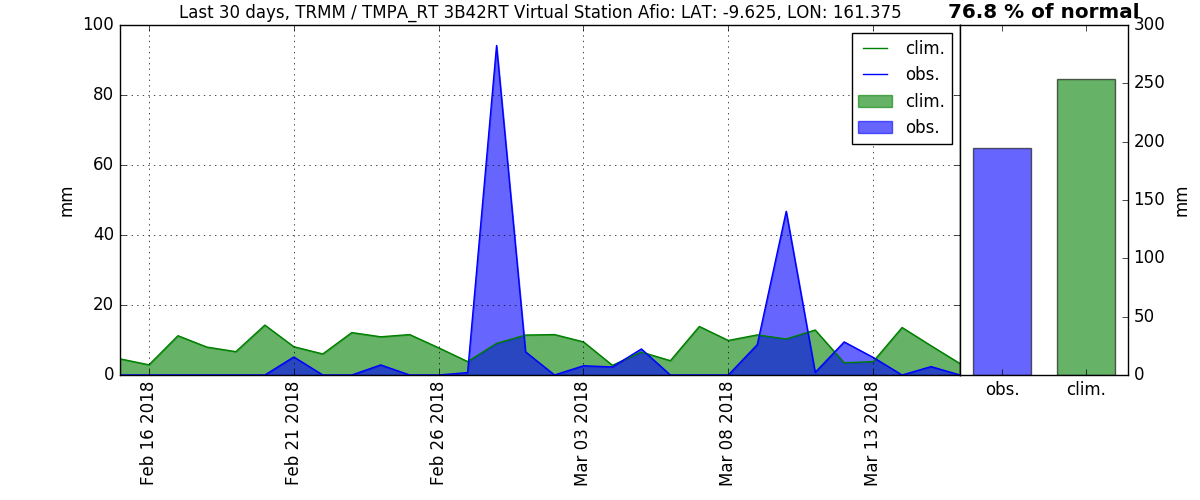 Last 30 days, TRMM / TMPA_RT 3B42RT Virtual Station Afio: LAT: -9.625, LON: 161.375
76.8 % of normal
100
80
60
40
20
0
mm
Feb 16 2018
Feb 21 2018
Feb 26 2018
Mar 03 2018
Mar 08 2018
Mar 13 2018
clim.
obs.
clim.
obs.
300
250
200
150
100
50
0
mm
obs.
clim.